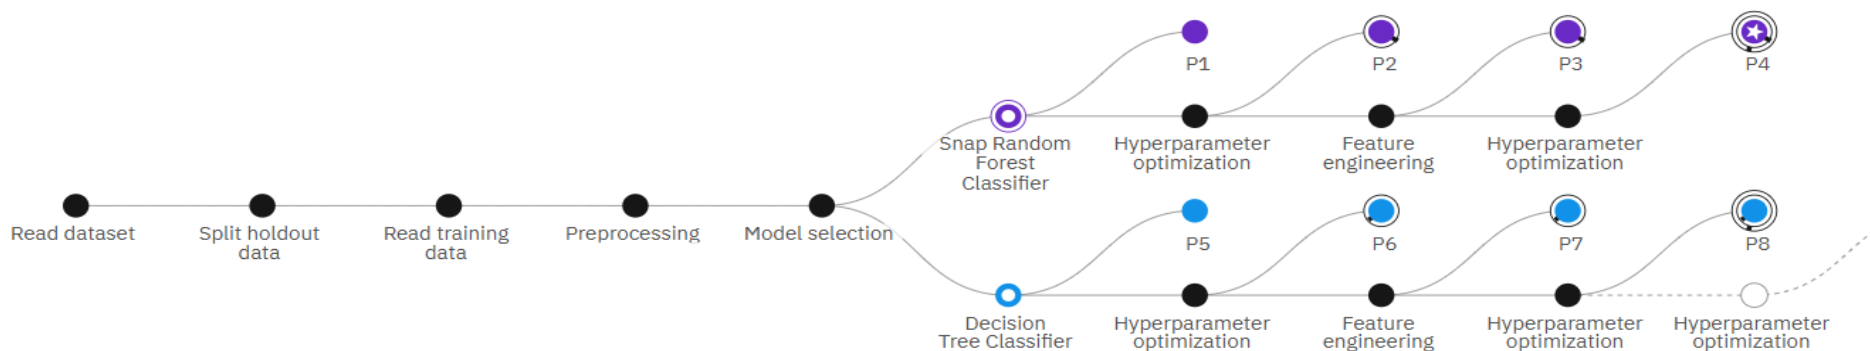 P1
P2
P3
P4
Snap Random
Forest
Classifier
Hyperparameter
optimization
Feature
engineering
Hyperparameter
optimization
Read dataset
Split holdout
data
Read training
data
Preprocessing
Model selection
P5
P6
P7
P8
Decision
Tree Classifier
Hyperparameter
optimization
Feature
engineering
Hyperparameter
optimization
Hyperparameter
optimization